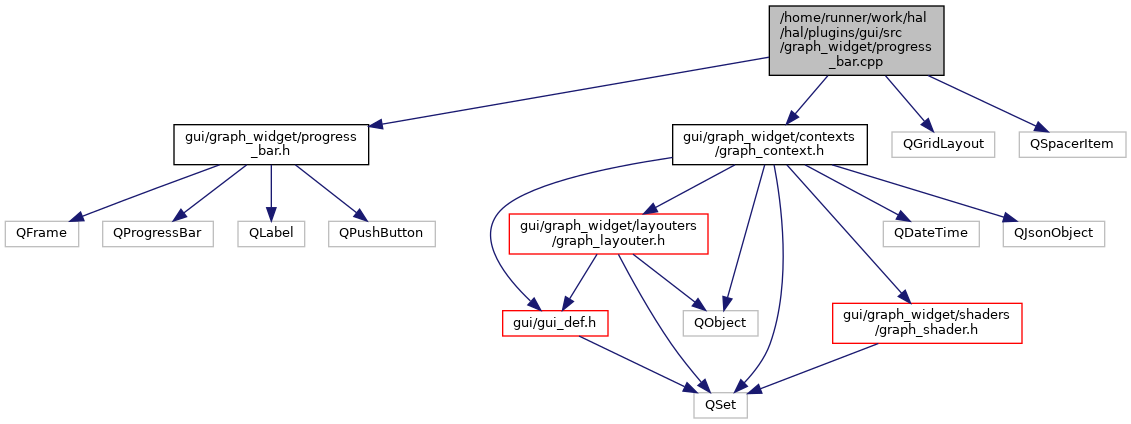 /home/runner/work/hal
/hal/plugins/gui/src
/graph_widget/progress
_bar.cpp
gui/graph_widget/progress
_bar.h
gui/graph_widget/contexts
/graph_context.h
QGridLayout
QSpacerItem
QFrame
QProgressBar
QLabel
QPushButton
gui/graph_widget/layouters
/graph_layouter.h
QDateTime
QJsonObject
gui/gui_def.h
QObject
gui/graph_widget/shaders
/graph_shader.h
QSet